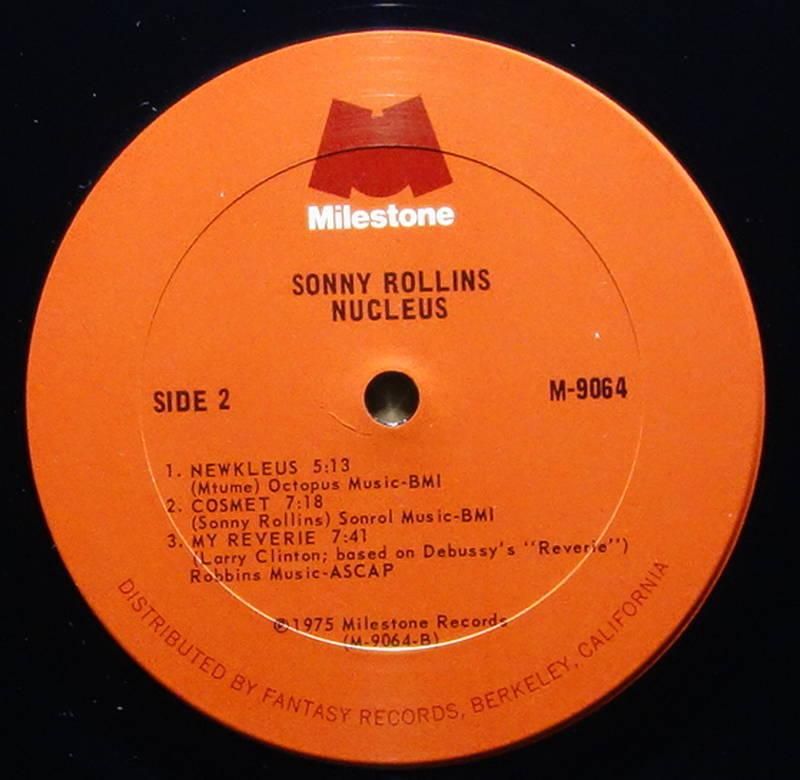 Milestone
SONNY ROLLINS
NUCLEUS
SIDE 2
M-9064
1. NEWKLEUS 5:13
(Mtume) Octopus Music-BMI
2. COSMET 7:18
(Sonny Rollins) Sonrol Music-BMI
3. MY REVERIE 7:41
(Larry Clinton; based on Debussy's "Reverie")
Robbins Music-ASCAP
℗1975 Milestone Records
(M-9064-B)
DISTRIBUTED BY FANTASY RECORDS, BERKELEY, CALIFORNIA